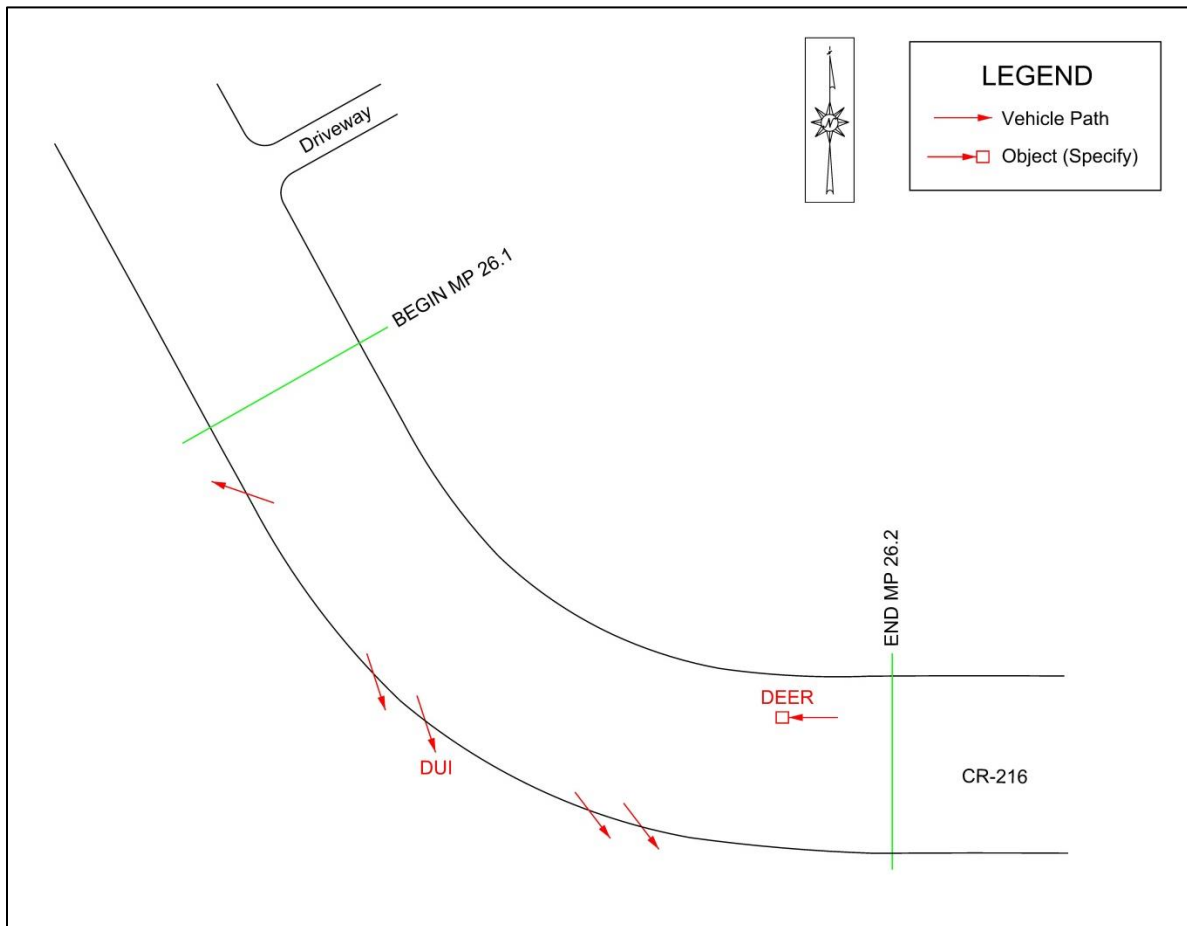 LEGEND
Vehicle Path
Object (Specify)
N
Driveway
BEGIN MP 26.1
END MP 26.2
DEER
DUI
CR-216